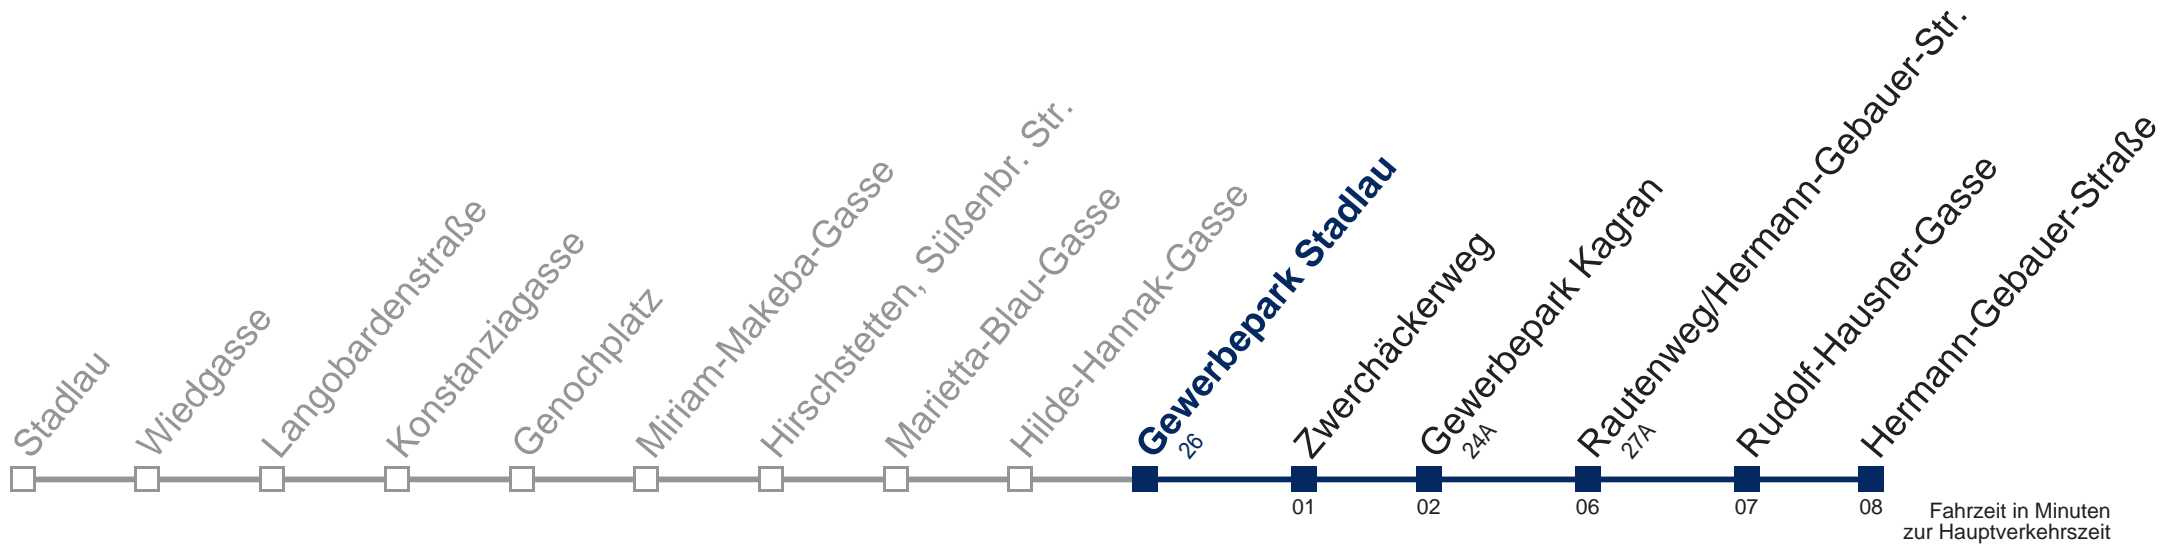 Stadlau
Wiedgasse
Langobardenstraße
Konstanziagasse
Genochplatz
Miriam-Makeba-Gasse
Hirschstetten, Süßenbr. Str.
Marietta-Blau-Gasse
Hilde-Hannak-Gasse
Gewerbepark Stadlau
26
Zwerchäckerweg
Gewerbepark Kagran
24A
Rautenweg/Hermann-Gebauer-Str.
27A
Rudolf-Hausner-Gasse
Hermann-Gebauer-Straße
01
02
06
07
08
Fahrzeit in Minuten
zur Hauptverkehrszeit